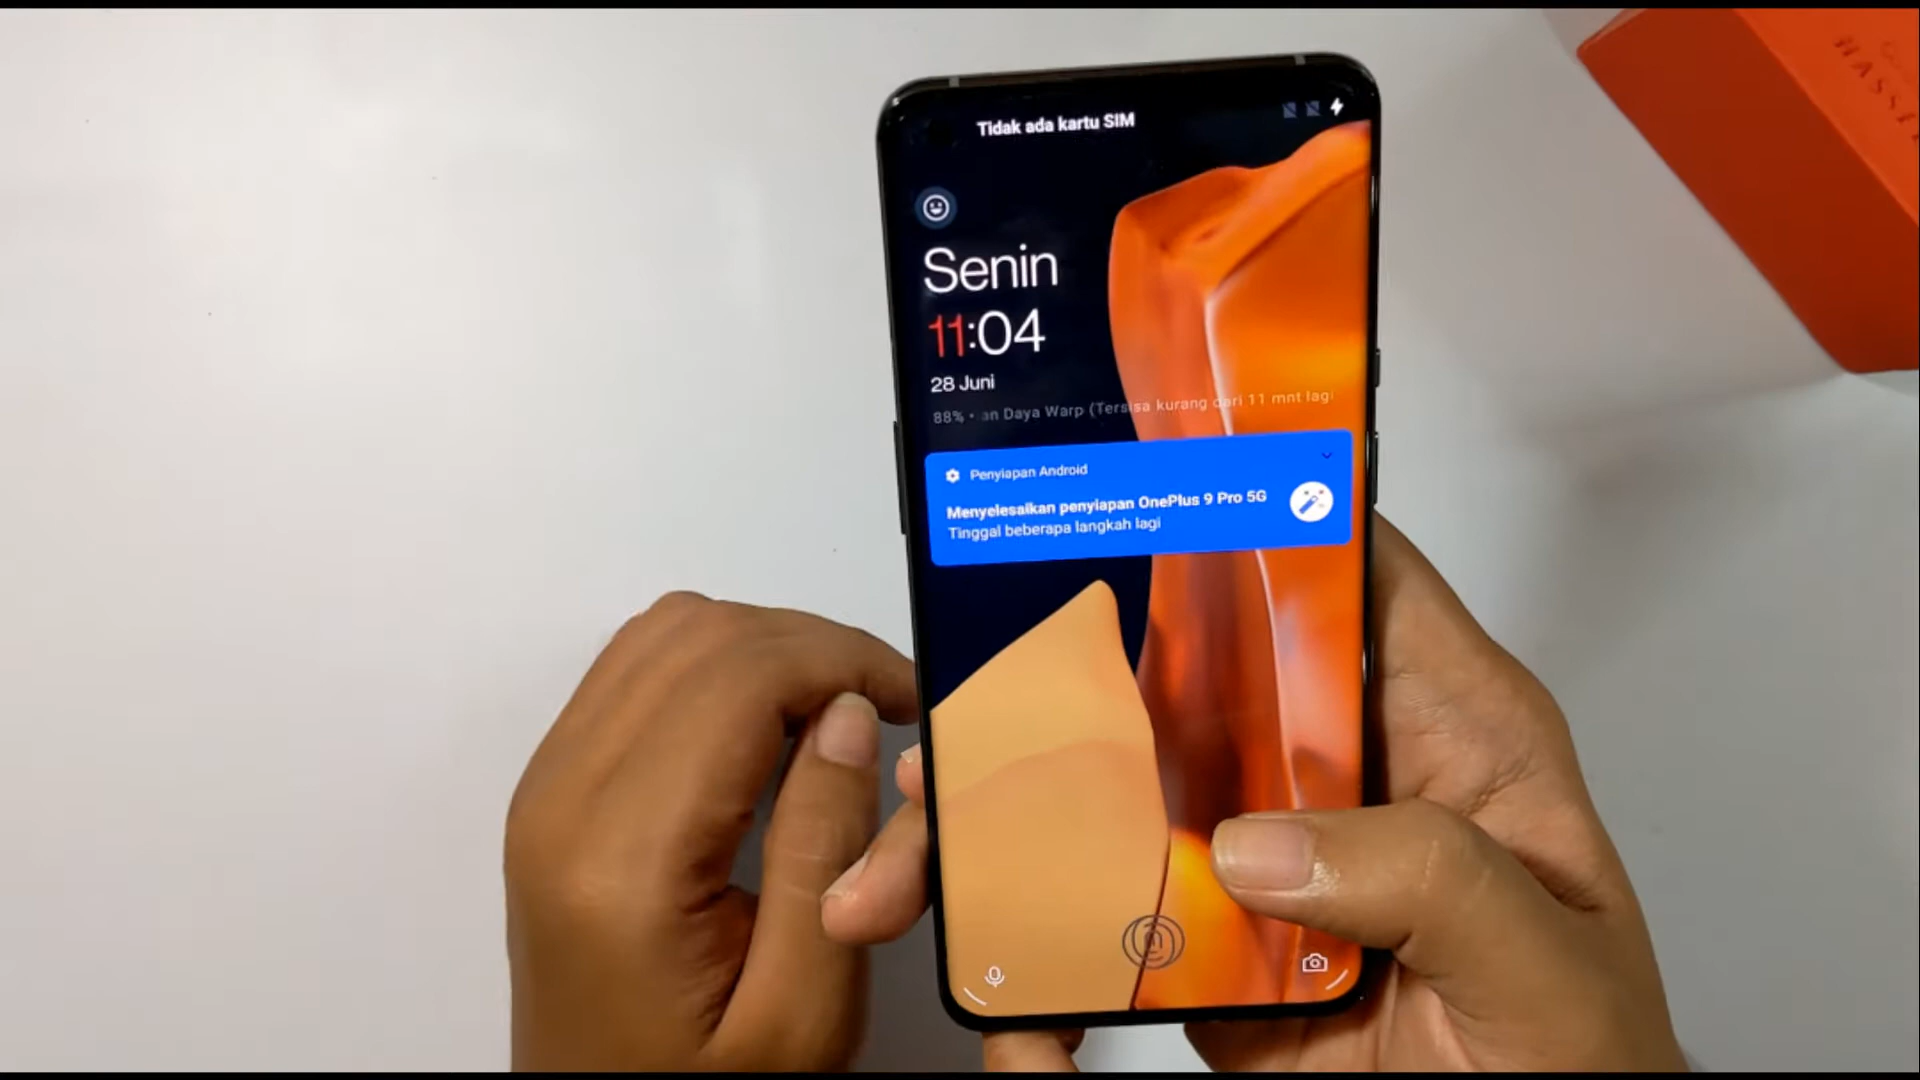 Tidak ada kartu SIM
Senin
11:04
28 Juni
88% • an Daya Warp (Tersisa kurang dari 11 mnt lagi
Penyiapan Android
Menyelesaikan penyiapan OnePlus 9 Pro 5G
Tinggal beberapa langkah lagi